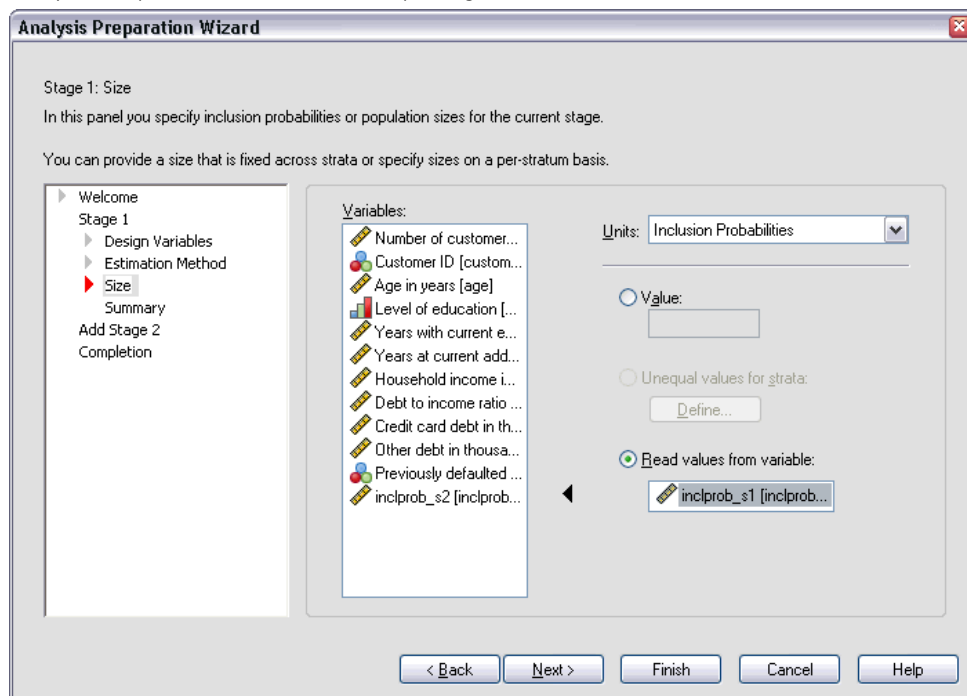 Analysis Preparation Wizard
Stage 1: Size
In this panel you specify inclusion probabilities or population sizes for the current stage.
You can provide a size that is fixed across strata or specify sizes on a per-stratum basis.
Welcome
Stage 1
Design Variables
Estimation Method
Size
Summary
Add Stage 2
Completion
Variables:
Number of customer...
Customer ID [custom...
Age in years [age]
Level of education [...
Years with current e...
Years at current add...
Household income i...
Debt to income ratio ...
Credit card debt in th...
Other debt in thousa...
Previously defaulted ...
inclprob_s2 [inclprob...
Units: Inclusion Probabilities
Value:
Unequal values for strata:
Define...
Read values from variable:
inclprob_s1 [inclprob...
< Back Next > Finish Cancel Help